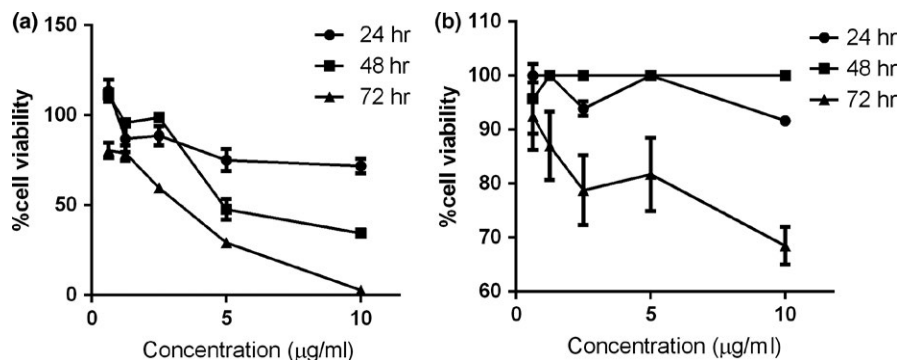 (a)
150
100
50
0
%cell viability
24 hr
48 hr
72 hr
0 5 10
Concentration (μg/ml)
(b)
110
100
90
80
70
60
%cell viability
24 hr
48 hr
72 hr
0 5 10
Concentration (μg/ml)